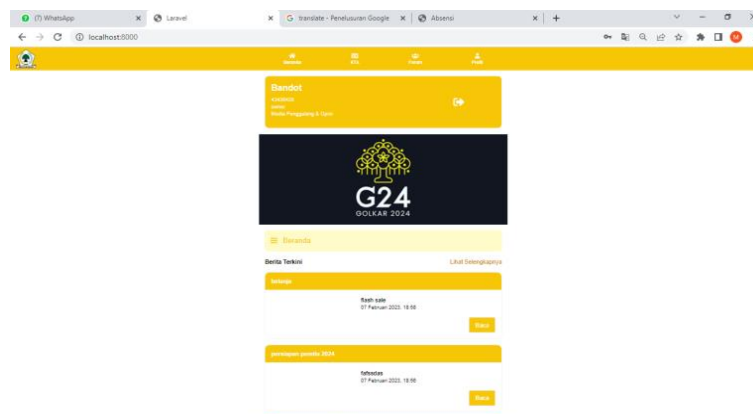 (7) WhatsApp
Laravel
translate - Penelusuran Google
Absensi
localhost:8000
Beranda
KTA
Forum
Profil
Bandot
Media Penggalang & Opini
G24
GOLKAR 2024
Beranda
Berita Terkini
Lihat Selengkapnya
flash sale
07 Februari 2023, 18:56
Baca
persiapan pemilu 2024
fafasdas
07 Februari 2023, 18:56
Baca